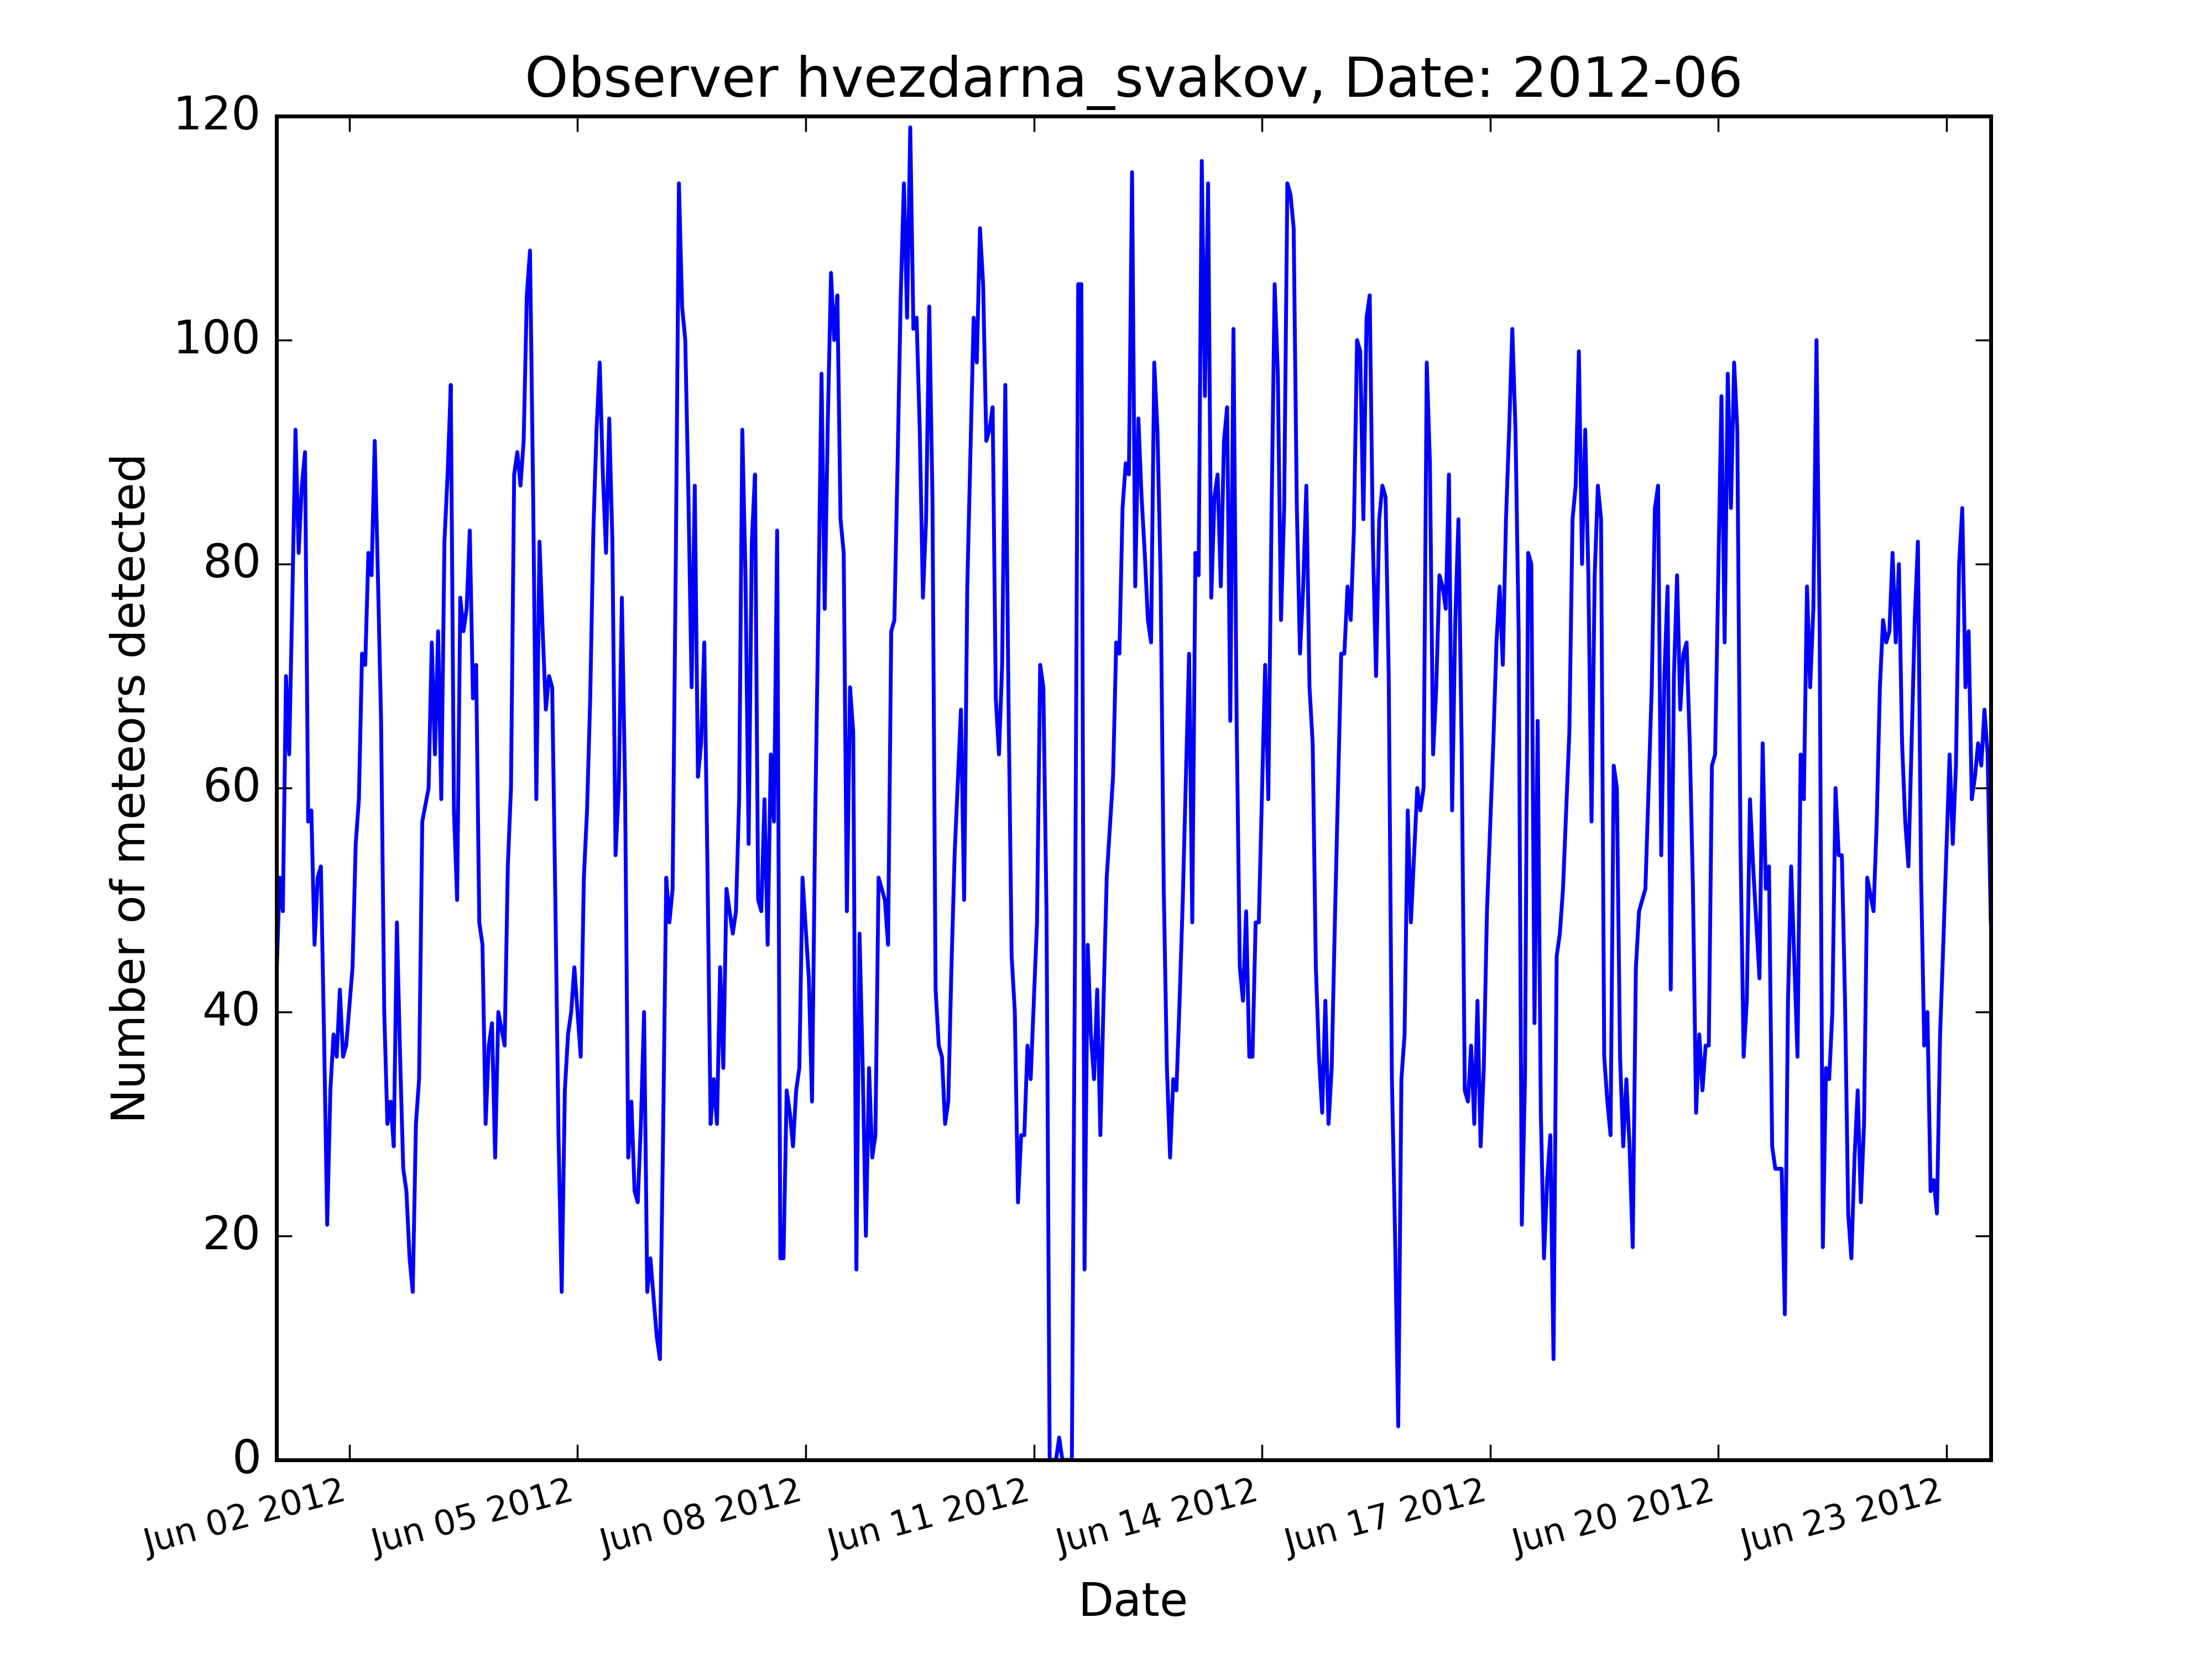 Observer hvezdarna_svakov, Date: 2012-06
120
100
80
60
40
20
0
Number of meteors detected
Jun 02 2012
Jun 05 2012
Jun 08 2012
Jun 11 2012
Jun 14 2012
Jun 17 2012
Jun 20 2012
Jun 23 2012
Date